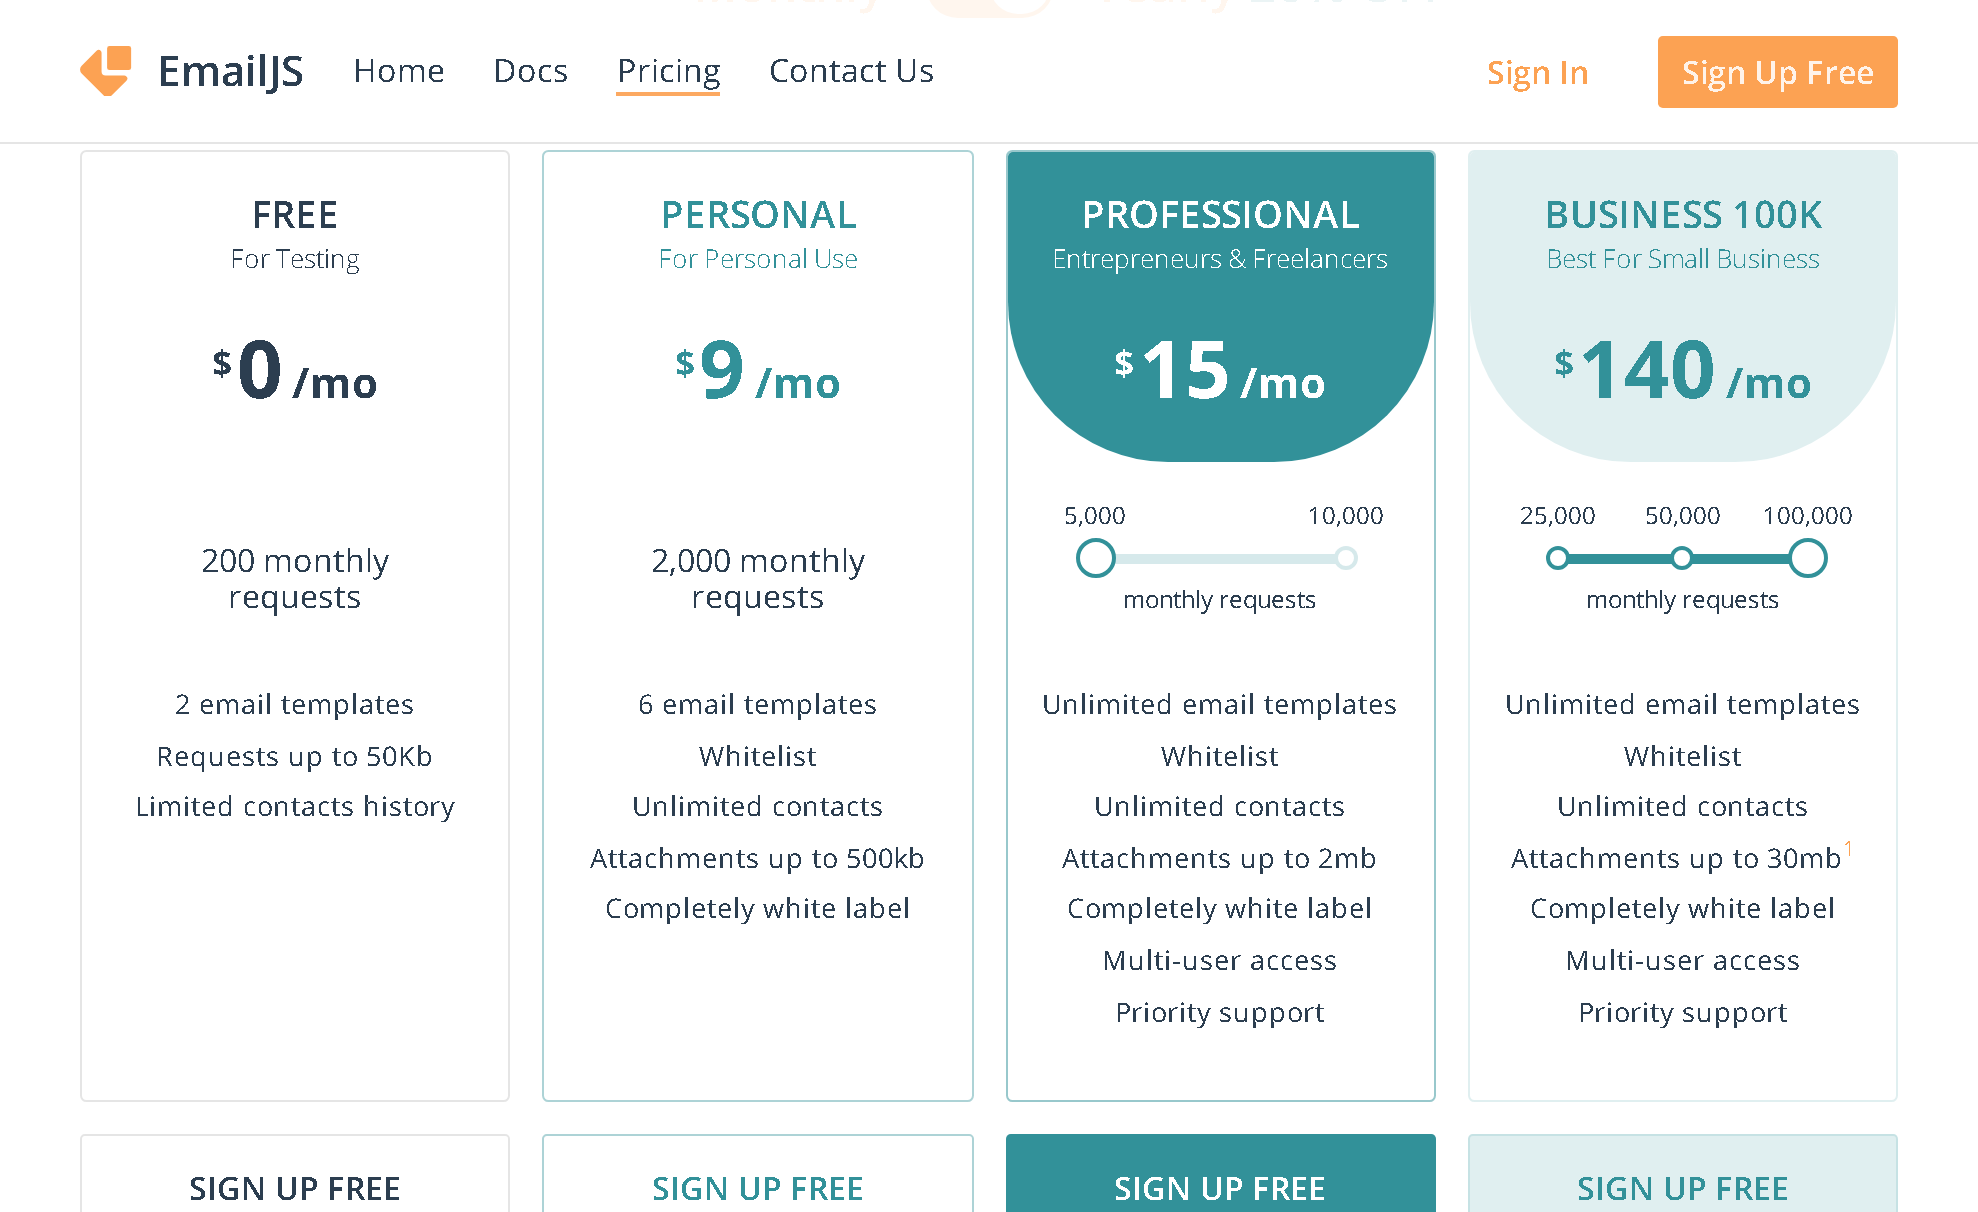 EmailJS Home Docs Pricing Contact Us Sign In Sign Up Free
FREE
For Testing
$0 /mo
200 monthly
requests
2 email templates
Requests up to 50Kb
Limited contacts history
SIGN UP FREE
PERSONAL
For Personal Use
$9 /mo
2,000 monthly
requests
6 email templates
Whitelist
Unlimited contacts
Attachments up to 500kb
Completely white label
SIGN UP FREE
PROFESSIONAL
Entrepreneurs & Freelancers
$15 /mo
5,000 10,000
monthly requests
Unlimited email templates
Whitelist
Unlimited contacts
Attachments up to 2mb
Completely white label
Multi-user access
Priority support
SIGN UP FREE
BUSINESS 100K
Best For Small Business
$140 /mo
25,000 50,000 100,000
monthly requests
Unlimited email templates
Whitelist
Unlimited contacts
Attachments up to 30mb1
Completely white label
Multi-user access
Priority support
SIGN UP FREE